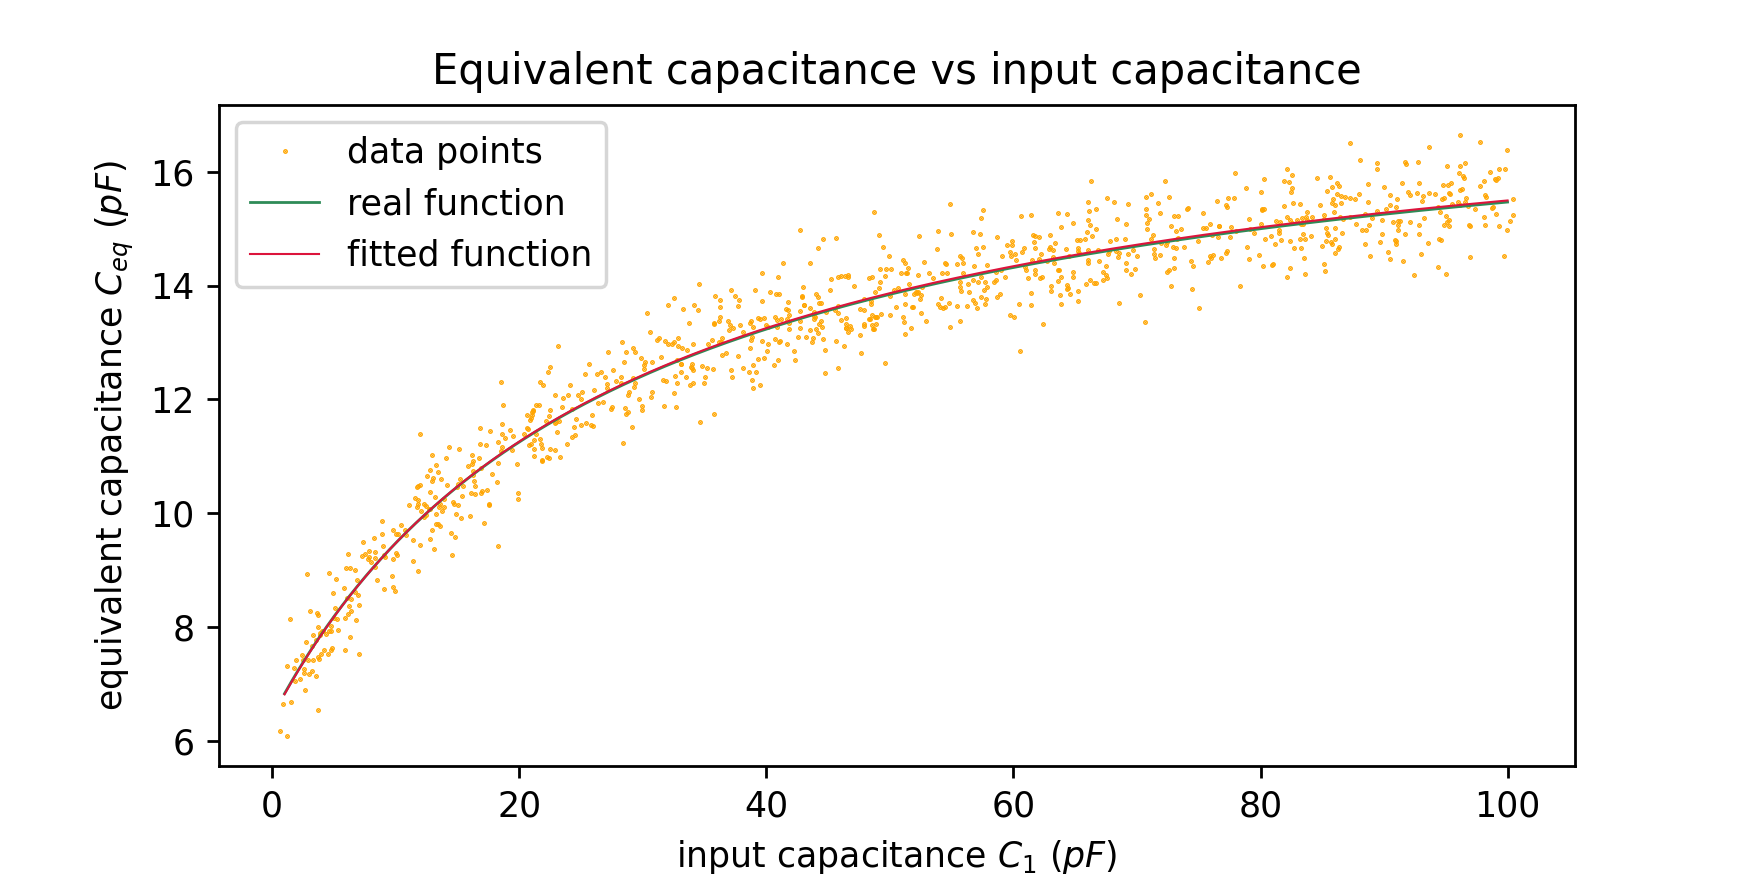 Equivalent capacitance vs input capacitance
data points
real function
fitted function
equivalent capacitance C_eq (pF)
16
14
12
10
8
6
0 20 40 60 80 100
input capacitance C_1 (pF)